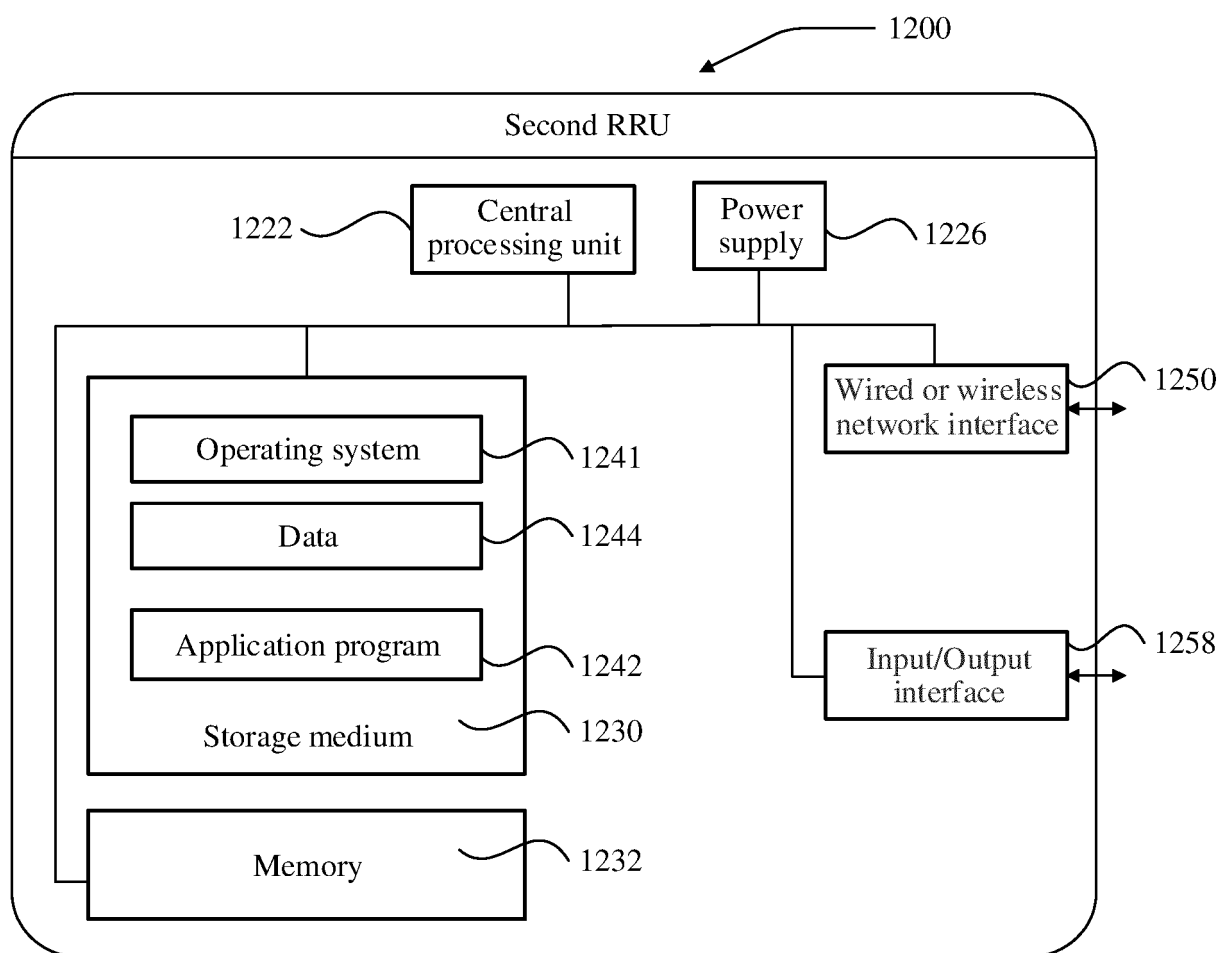 1200
Second RRU
1222
Central
processing unit
Power
supply
1226
Wired or wireless
network interface
1250
Operating system
1241
Data
1244
Application program
1242
Storage medium
1230
Input/Output
interface
1258
Memory
1232